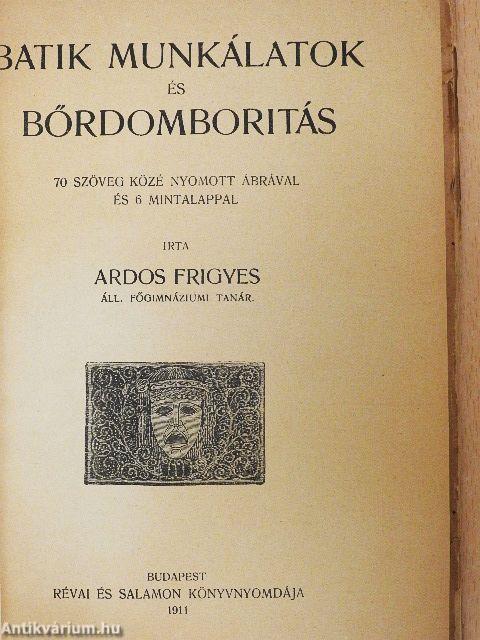 BATIK MUNKÁLATOK
ÉS
BŐRDOMBORITÁS
70 SZÖVEG KÖZÉ NYOMOTT ÁBRÁVAL
ÉS 6 MINTALAPPAL
IRTA
ARDOS FRIGYES
ÁLL. FŐGIMNÁZIUMI TANÁR.
BUDAPEST
RÉVAI ÉS SALAMON KÖNYVNYOMDÁJA
1911
Antikvárium.hu